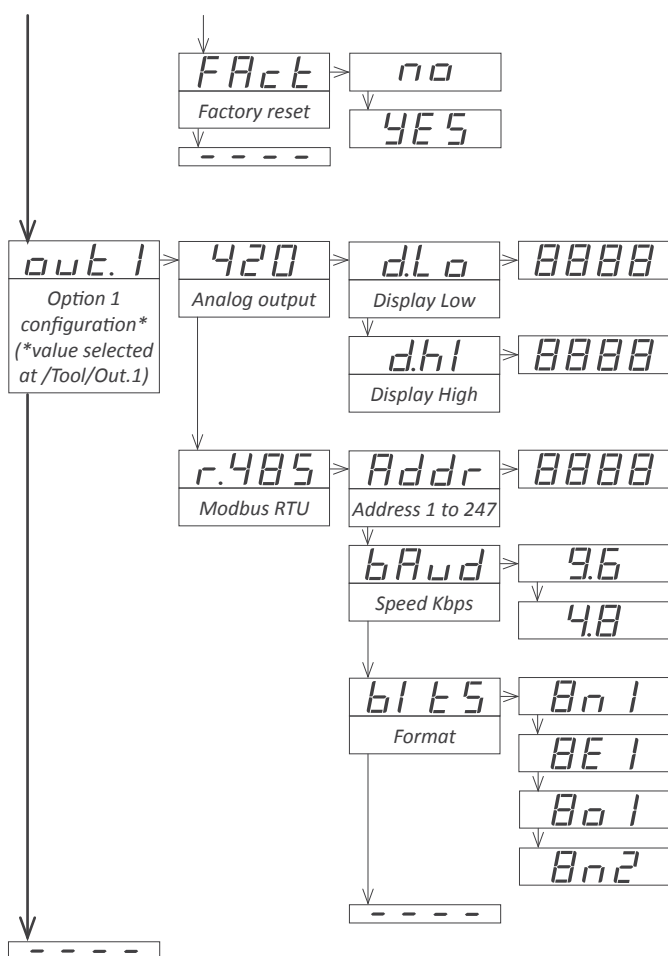 FAct
no
Factory reset
YES
- - - -
out.1
420
d.Lo
8888
Option 1
configuration*
(*value selected
at /Tool/Out.1)
Analog output
Display Low
d.hI
8888
Display High
r.485
Addr
8888
Modbus RTU
Address 1 to 247
bAud
9.6
Speed Kbps
4.8
bItS
8n1
Format
8E1
8o1
8n2
- - - -
- - - -